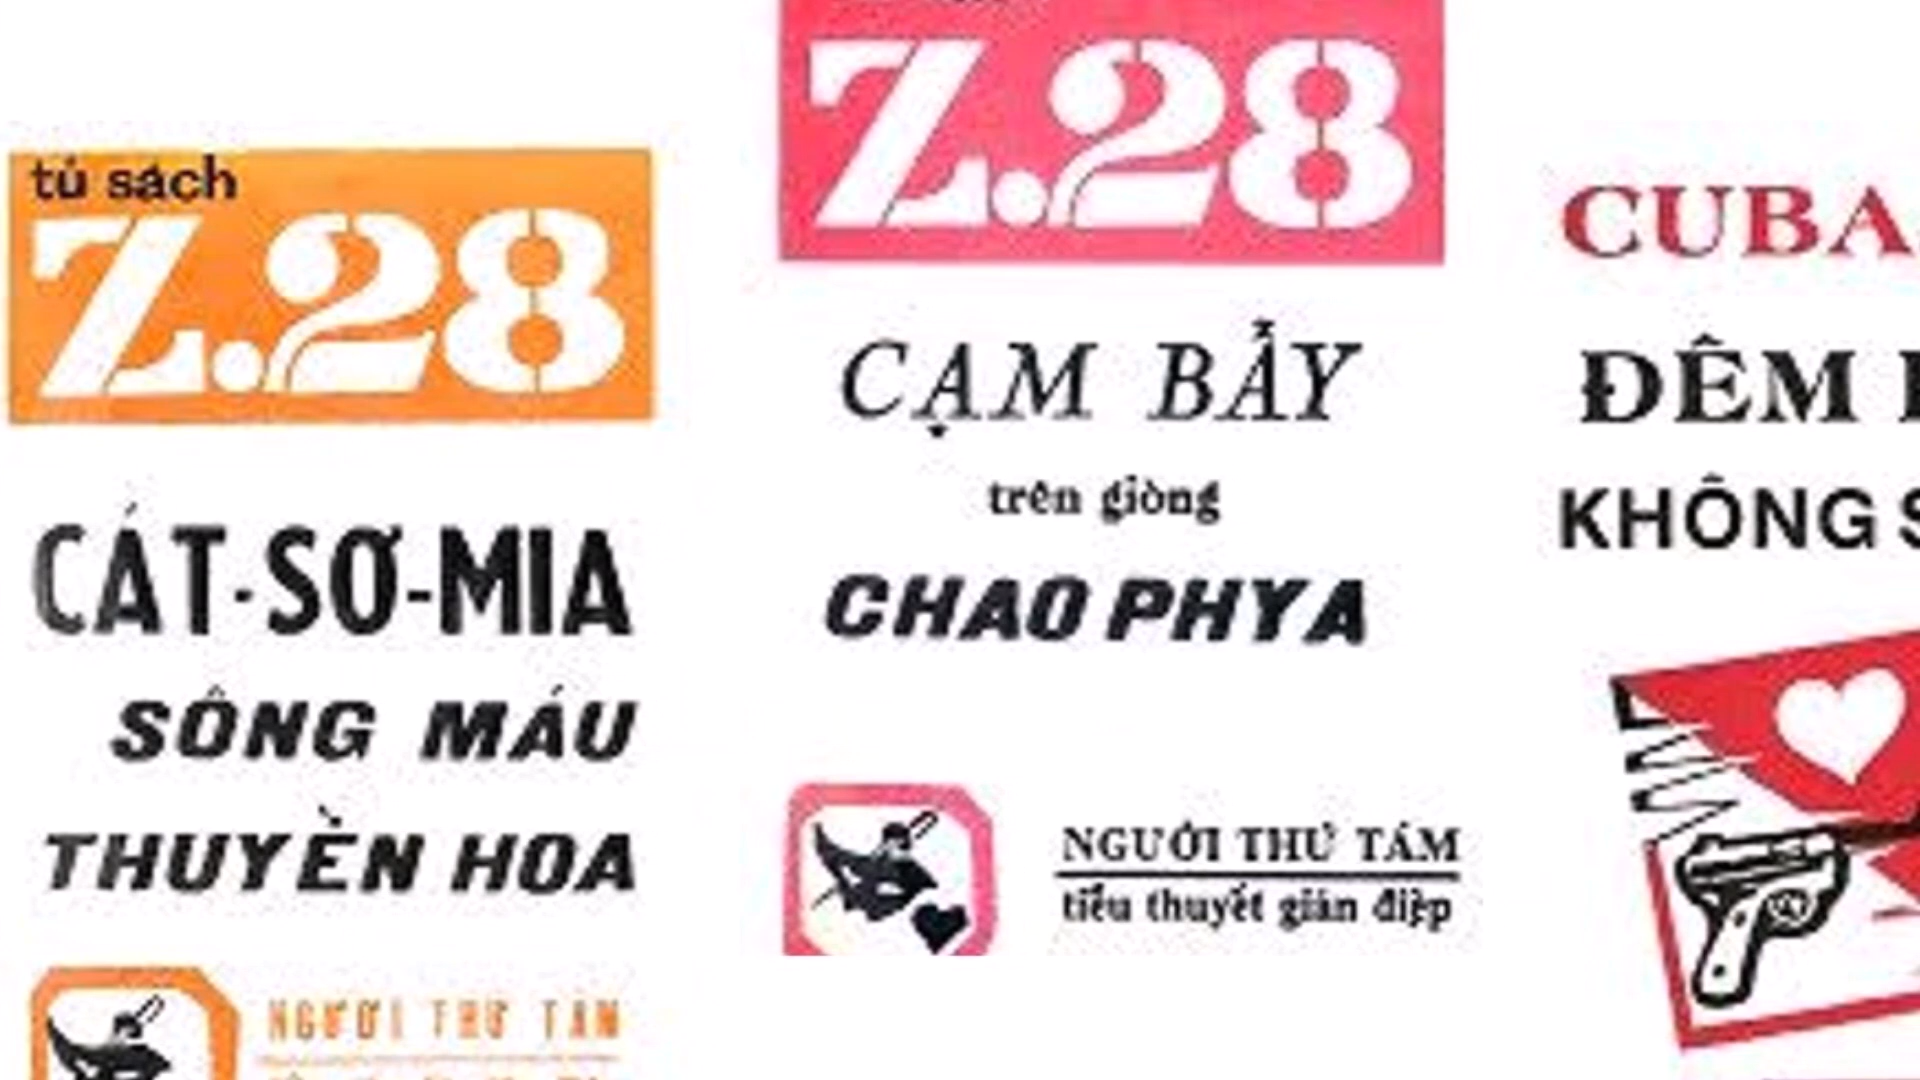 tủ sách
Z.28
CÁT-SƠ-MIA
SÔNG MÁU
THUYỀN HOA
NGƯỜI THỨ TÁM
Z.28
CẠM BẪY
trên giòng
CHAO PHYA
NGƯỜI THỨ TÁM
tiểu thuyết gián điệp
CUBA
ĐÊM
KHÔNG